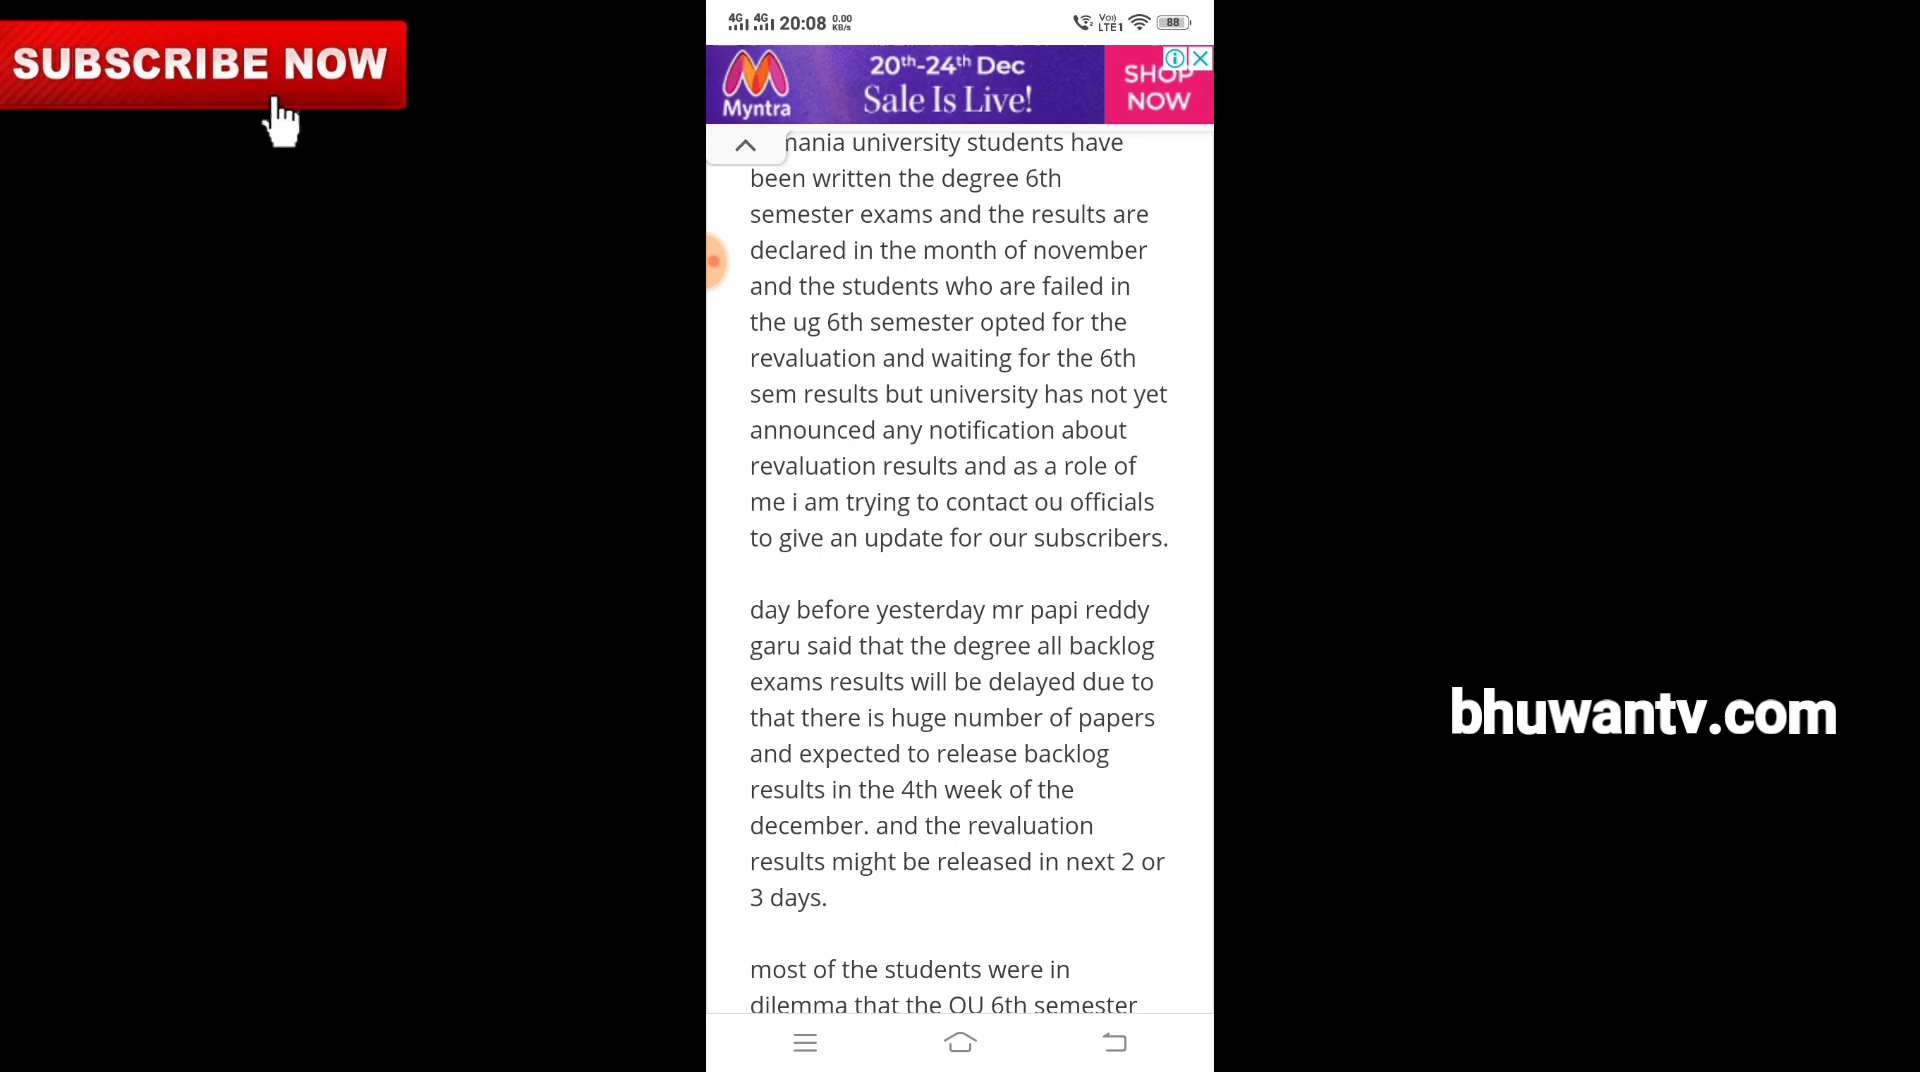 SUBSCRIBE NOW
4G 4G 20:08 0.00 KB/s
Vo)) LTE1 88
Myntra
20th-24th Dec
Sale Is Live!
SHOP
NOW
mania university students have
been written the degree 6th
semester exams and the results are
declared in the month of november
and the students who are failed in
the ug 6th semester opted for the
revaluation and waiting for the 6th
sem results but university has not yet
announced any notification about
revaluation results and as a role of
me i am trying to contact ou officials
to give an update for our subscribers.
day before yesterday mr papi reddy
garu said that the degree all backlog
exams results will be delayed due to
that there is huge number of papers
and expected to release backlog
results in the 4th week of the
december. and the revaluation
results might be released in next 2 or
3 days.
most of the students were in
dilemma that the OU 6th semester
bhuwantv.com